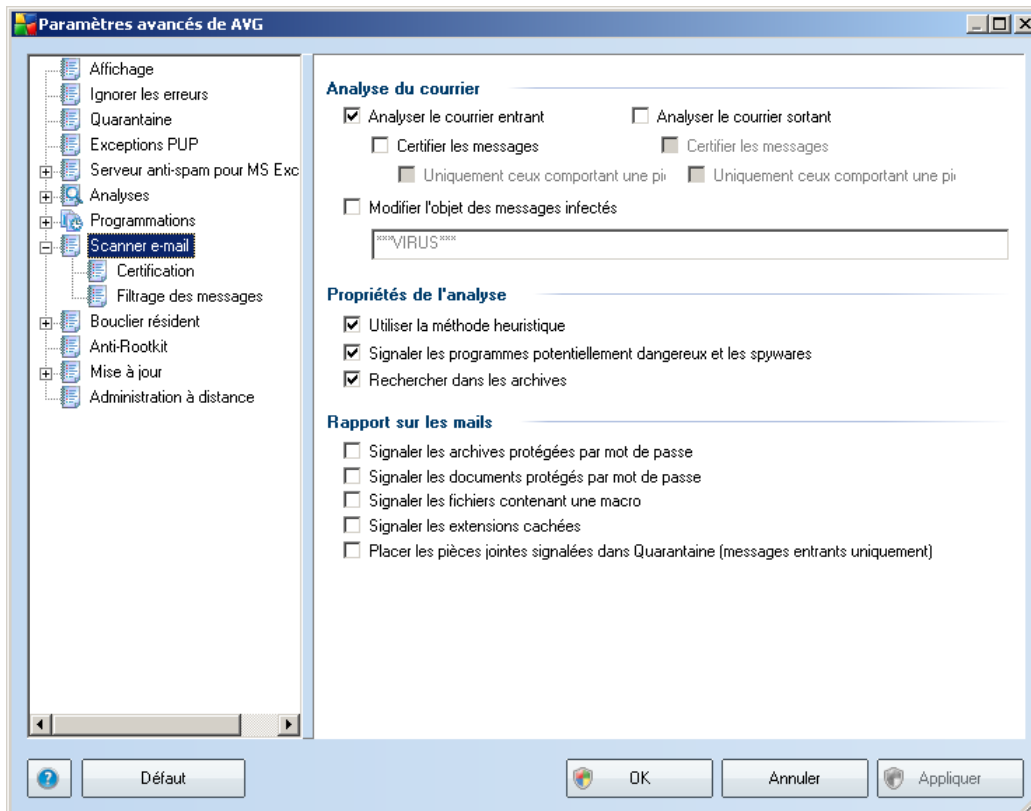 Paramètres avancés de AVG
Affichage
Ignorer les erreurs
Quarantaine
Exceptions PUP
Serveur anti-spam pour MS Exc
Analyses
Programmations
Scanner e-mail
Certification
Filtrage des messages
Bouclier résident
Anti-Rootkit
Mise à jour
Administration à distance
Analyse du courrier
Analyser le courrier entrant Analyser le courrier sortant
Certifier les messages Certifier les messages
Uniquement ceux comportant une pi Uniquement ceux comportant une pi
Modifier l'objet des messages infectés
***VIRUS***
Propriétés de l'analyse
Utiliser la méthode heuristique
Signaler les programmes potentiellement dangereux et les spywares
Rechercher dans les archives
Rapport sur les mails
Signaler les archives protégées par mot de passe
Signaler les documents protégés par mot de passe
Signaler les fichiers contenant une macro
Signaler les extensions cachées
Placer les pièces jointes signalées dans Quarantaine (messages entrants uniquement)
Défaut OK Annuler Appliquer